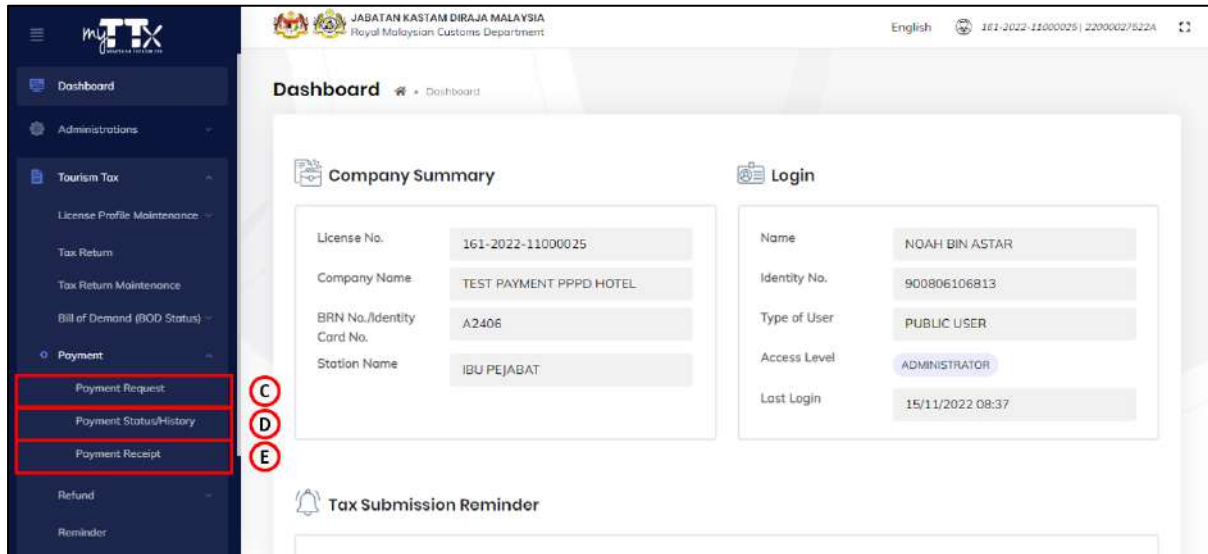 myTTX
JABATAN KASTAM DIRAJA MALAYSIA
Royal Malaysian Customs Department
English
161-2022-11000025 | 22000027522A
Dashboard
Administrations
Tourism Tax
License Profile Maintenance
Tax Return
Tax Return Maintenance
Bill of Demand (BOD Status)
Payment
Payment Request
Payment Status/History
Payment Receipt
Refund
Reminder
C
D
E
Dashboard • Dashboard
Company Summary
License No. 161-2022-11000025
Company Name TEST PAYMENT PPPD HOTEL
BRN No./Identity A2406
Card No.
Station Name IBU PEJABAT
Login
Name NOAH BIN ASTAR
Identity No. 900806106813
Type of User PUBLIC USER
Access Level ADMINISTRATOR
Last Login 15/11/2022 08:37
Tax Submission Reminder